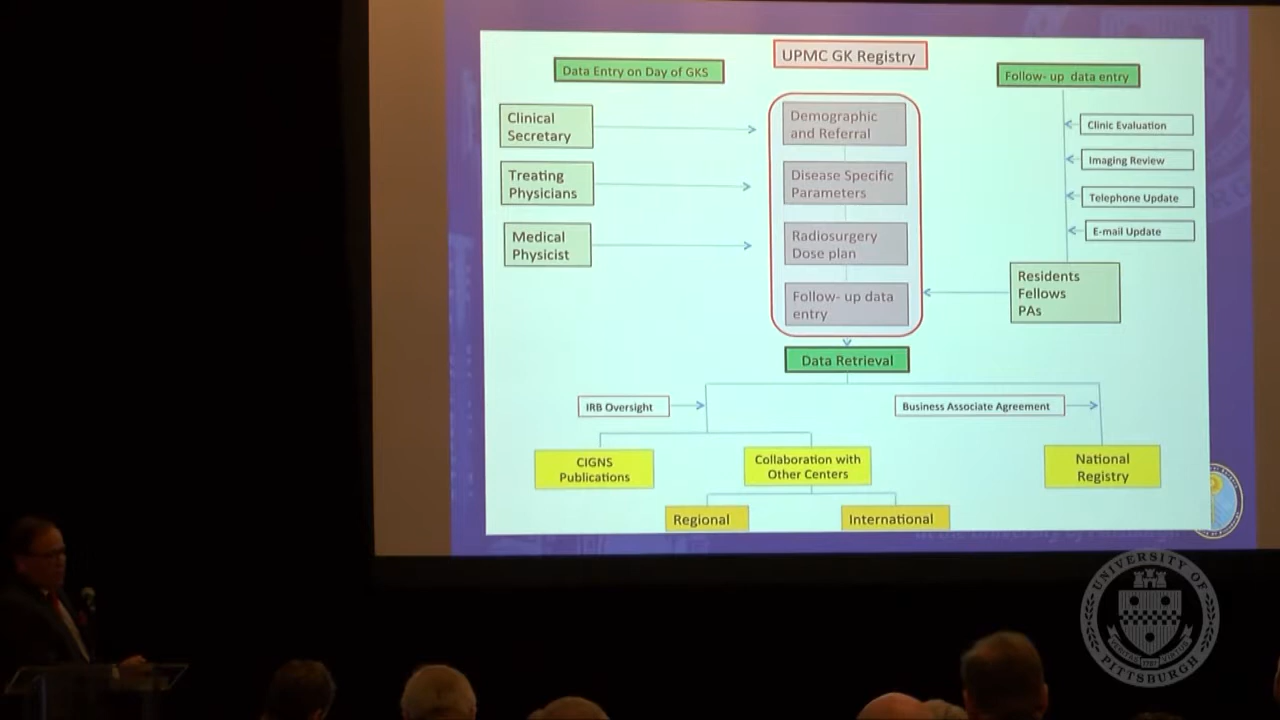 UPMC GK Registry
Data Entry on Day of GKS
Follow- up data entry
Clinical
Secretary
Treating
Physicians
Medical
Physicist
Demographic
and Referral
Disease Specific
Parameters
Radiosurgery
Dose plan
Follow- up data
entry
Clinic Evaluation
Imaging Review
Telephone Update
E-mail Update
Residents
Fellows
PAs
Data Retrieval
IRB Oversight
Business Associate Agreement
CIGNS
Publications
Collaboration with
Other Centers
National
Registry
Regional
International
UNIVERSITY OF
PITTSBURGH